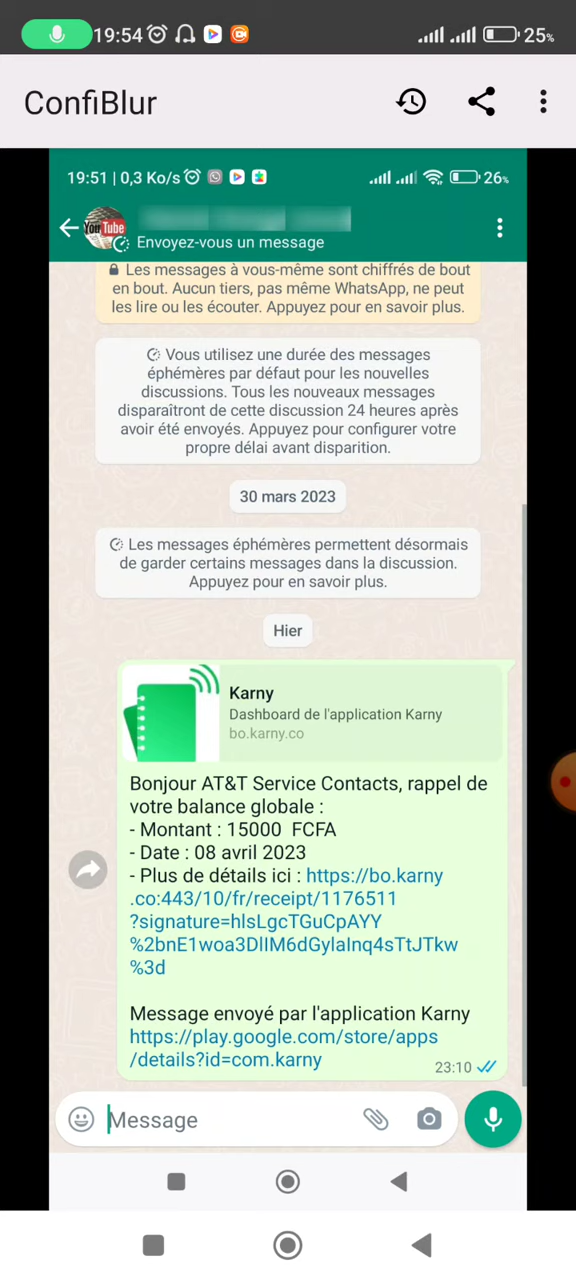 19:54
25%
ConfiBlur
19:51 | 0,3 Ko/s
26%
You Tube
Envoyez-vous un message
Les messages à vous-même sont chiffrés de bout
en bout. Aucun tiers, pas même WhatsApp, ne peut
les lire ou les écouter. Appuyez pour en savoir plus.
Vous utilisez une durée des messages
éphémères par défaut pour les nouvelles
discussions. Tous les nouveaux messages
disparaîtront de cette discussion 24 heures après
avoir été envoyés. Appuyez pour configurer votre
propre délai avant disparition.
30 mars 2023
Les messages éphémères permettent désormais
de garder certains messages dans la discussion.
Appuyez pour en savoir plus.
Hier
Karny
Dashboard de l'application Karny
bo.karny.co
Bonjour AT&T Service Contacts, rappel de
votre balance globale :
- Montant : 15000 FCFA
- Date : 08 avril 2023
- Plus de détails ici : https://bo.karny
.co:443/10/fr/receipt/1176511
?signature=hlsLgcTGuCpAYY
%2bnE1woa3DlIM6dGylaInq4sTtJTkw
%3d
Message envoyé par l'application Karny
https://play.google.com/store/apps
/details?id=com.karny
23:10
Message